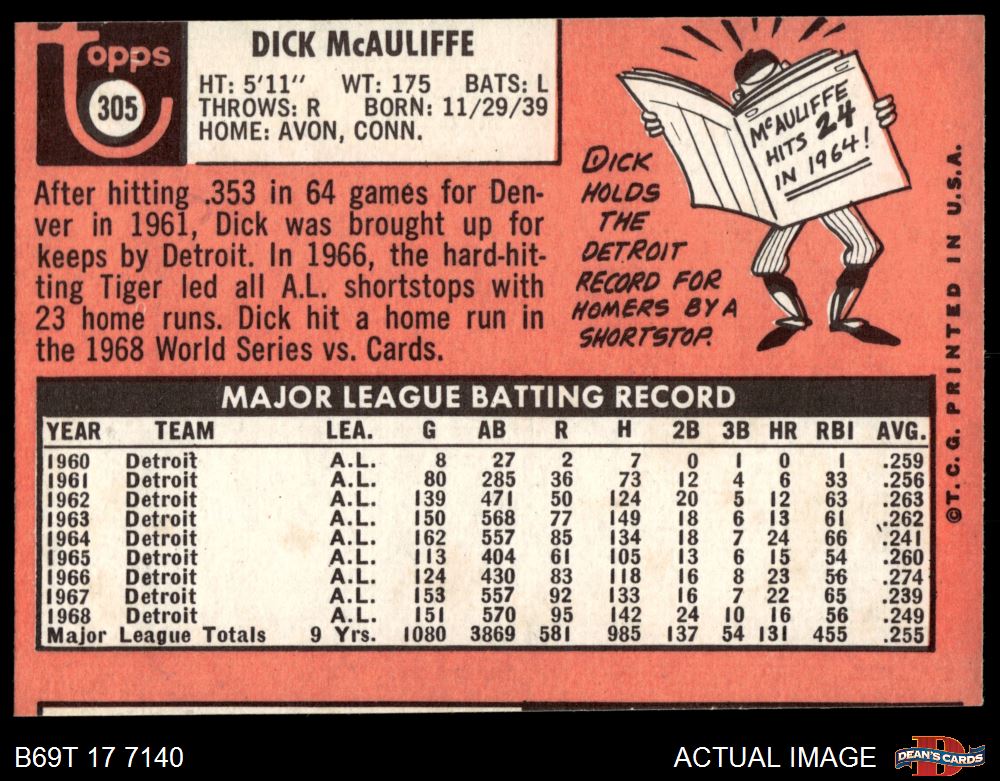 Topps
305
DICK McAULIFFE
HT: 5'11" WT: 175 BATS: L
THROWS: R BORN: 11/29/39
HOME: AVON, CONN.
After hitting .353 in 64 games for Den-
ver in 1961, Dick was brought up for
keeps by Detroit. In 1966, the hard-hit-
ting Tiger led all A.L. shortstops with
23 home runs. Dick hit a home run in
the 1968 World Series vs. Cards.
McAULIFFE
HITS 24
IN 1964!
DICK
HOLDS
THE
DETROIT
RECORD FOR
HOMERS BY A
SHORTSTOP.
MAJOR LEAGUE BATTING RECORD
YEAR TEAM LEA. G AB R H 2B 3B HR RBI AVG.
1960 Detroit A.L. 8 27 2 7 0 1 0 1 .259
1961 Detroit A.L. 80 285 36 73 12 4 6 33 .256
1962 Detroit A.L. 139 471 50 124 20 5 12 63 .263
1963 Detroit A.L. 150 568 77 149 18 6 13 61 .262
1964 Detroit A.L. 162 557 85 134 18 7 24 66 .241
1965 Detroit A.L. 113 404 61 105 13 6 15 54 .260
1966 Detroit A.L. 124 430 83 118 16 8 23 56 .274
1967 Detroit A.L. 153 557 92 133 16 7 22 65 .239
1968 Detroit A.L. 151 570 95 142 24 10 16 56 .249
Major League Totals 9 Yrs. 1080 3869 581 985 137 54 131 455 .255
©T.C.G. PRINTED IN U.S.A.
B69T 17 7140
ACTUAL IMAGE
D
DEAN'S CARDS